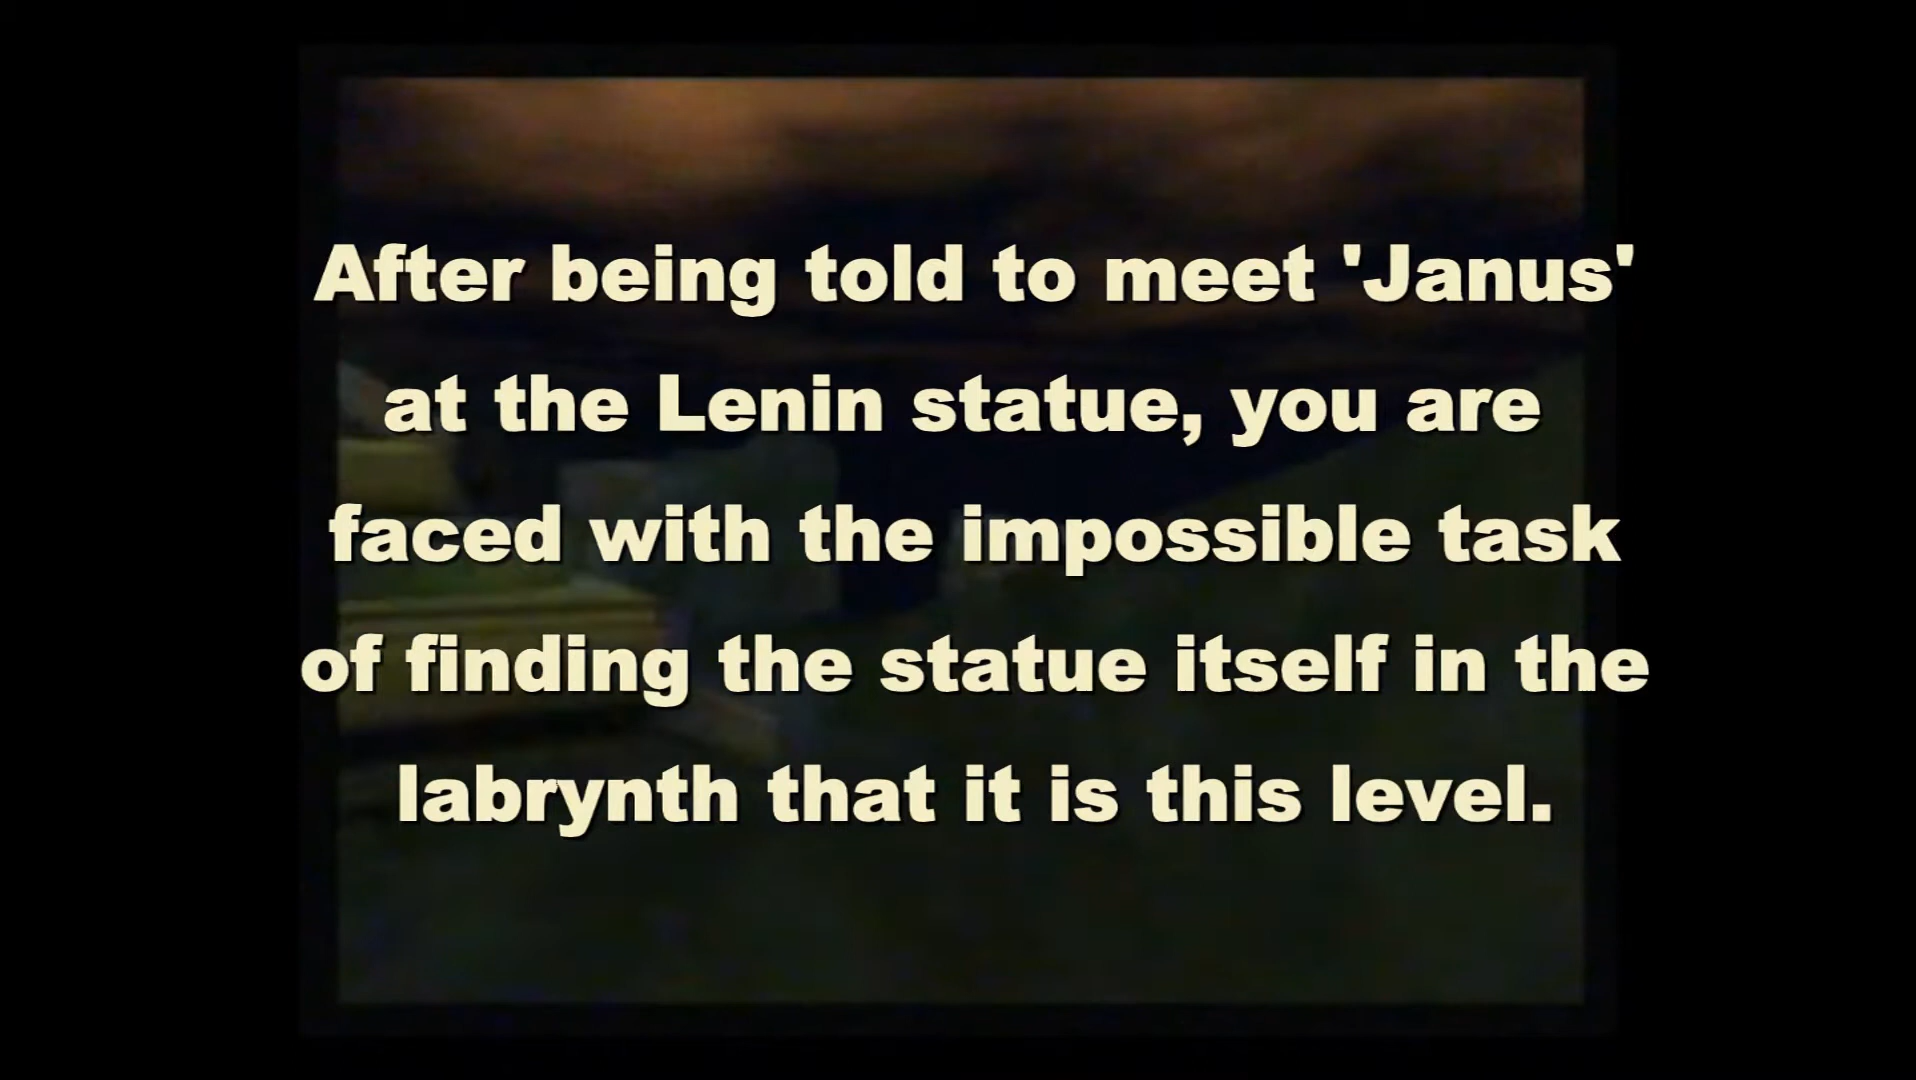 After being told to meet 'Janus'
at the Lenin statue, you are
faced with the impossible task
of finding the statue itself in the
labrynth that it is this level.